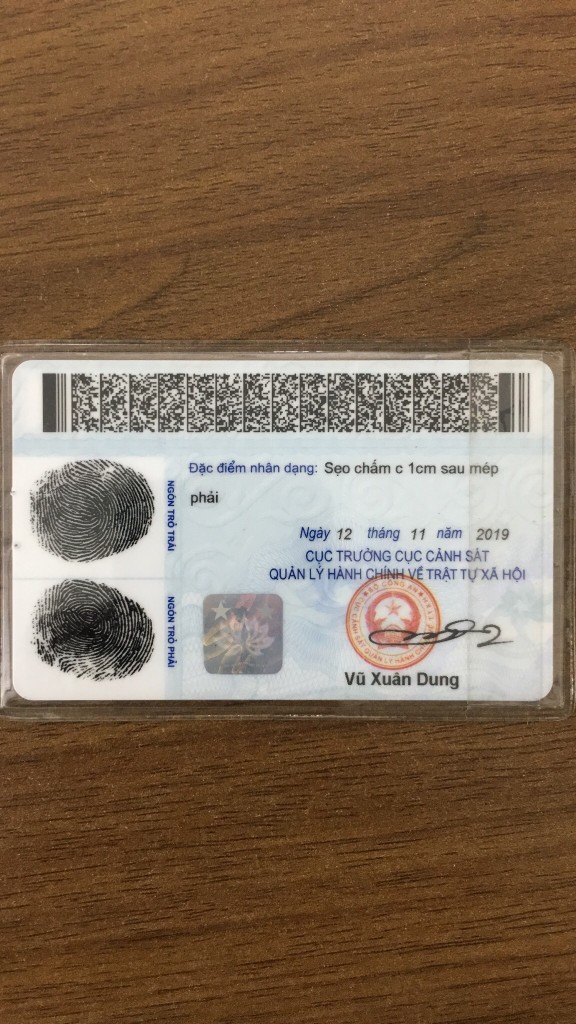 Đặc điểm nhân dạng: Sẹo chấm c 1cm sau mép
phải
NGÓN TRỎ TRÁI
Ngày 12 tháng 11 năm 2019
CỤC TRƯỞNG CỤC CẢNH SÁT
QUẢN LÝ HÀNH CHÍNH VỀ TRẬT TỰ XÃ HỘI
NGÓN TRỎ PHẢI
Vũ Xuân Dung